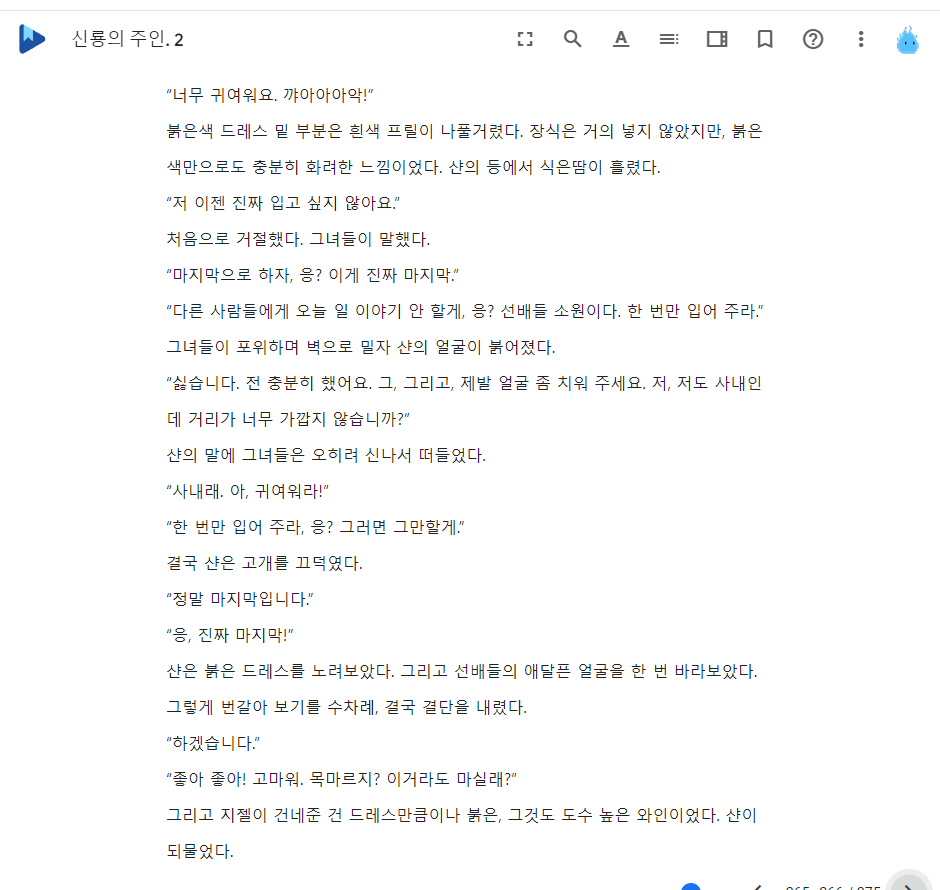 신룡의 주인. 2
"너무 귀여워요. 꺄아아아악!"
붉은색 드레스 밑 부분은 흰색 프릴이 나풀거렸다. 장식은 거의 넣지 않았지만, 붉은
색만으로도 충분히 화려한 느낌이었다. 샨의 등에서 식은땀이 흘렀다.
"저 이젠 진짜 입고 싶지 않아요."
처음으로 거절했다. 그녀들이 말했다.
"마지막으로 하자, 응? 이게 진짜 마지막."
"다른 사람들에게 오늘 일 이야기 안 할게, 응? 선배들 소원이다. 한 번만 입어 주라."
그녀들이 포위하며 벽으로 밀자 샨의 얼굴이 붉어졌다.
"싫습니다. 전 충분히 했어요. 그, 그리고, 제발 얼굴 좀 치워 주세요. 저, 저도 사내인
데 거리가 너무 가깝지 않습니까?"
샨의 말에 그녀들은 오히려 신나서 떠들었다.
"사내래. 아, 귀여워라!"
"한 번만 입어 주라, 응? 그러면 그만할게."
결국 샨은 고개를 끄덕였다.
"정말 마지막입니다."
"응, 진짜 마지막!"
샨은 붉은 드레스를 노려보았다. 그리고 선배들의 애달픈 얼굴을 한 번 바라보았다.
그렇게 번갈아 보기를 수차례, 결국 결단을 내렸다.
"하겠습니다."
"좋아 좋아! 고마워. 목마르지? 이거라도 마실래?"
그리고 지젤이 건네준 건 드레스만큼이나 붉은, 그것도 도수 높은 와인이었다. 샨이
되물었다.